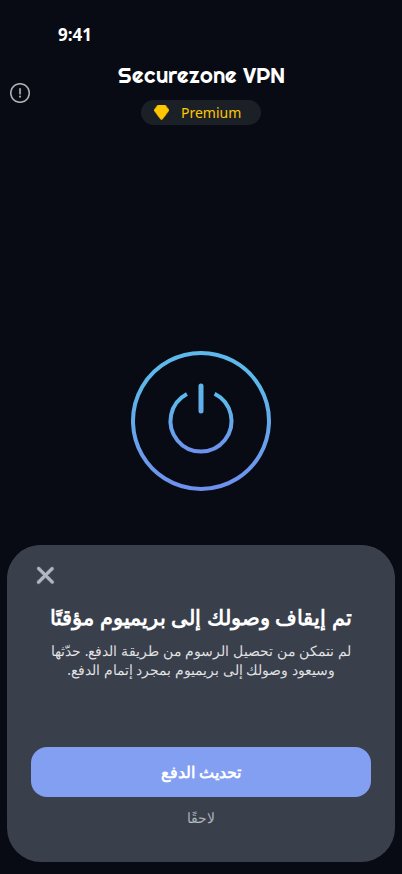 9:41
Securezone VPN
Premium
تم إيقاف وصولك إلى بريميوم مؤقتًا
لم نتمكن من تحصيل الرسوم من طريقة الدفع. حدّثها
وسيعود وصولك إلى بريميوم بمجرد إتمام الدفع.
تحديث الدفع
لاحقًا